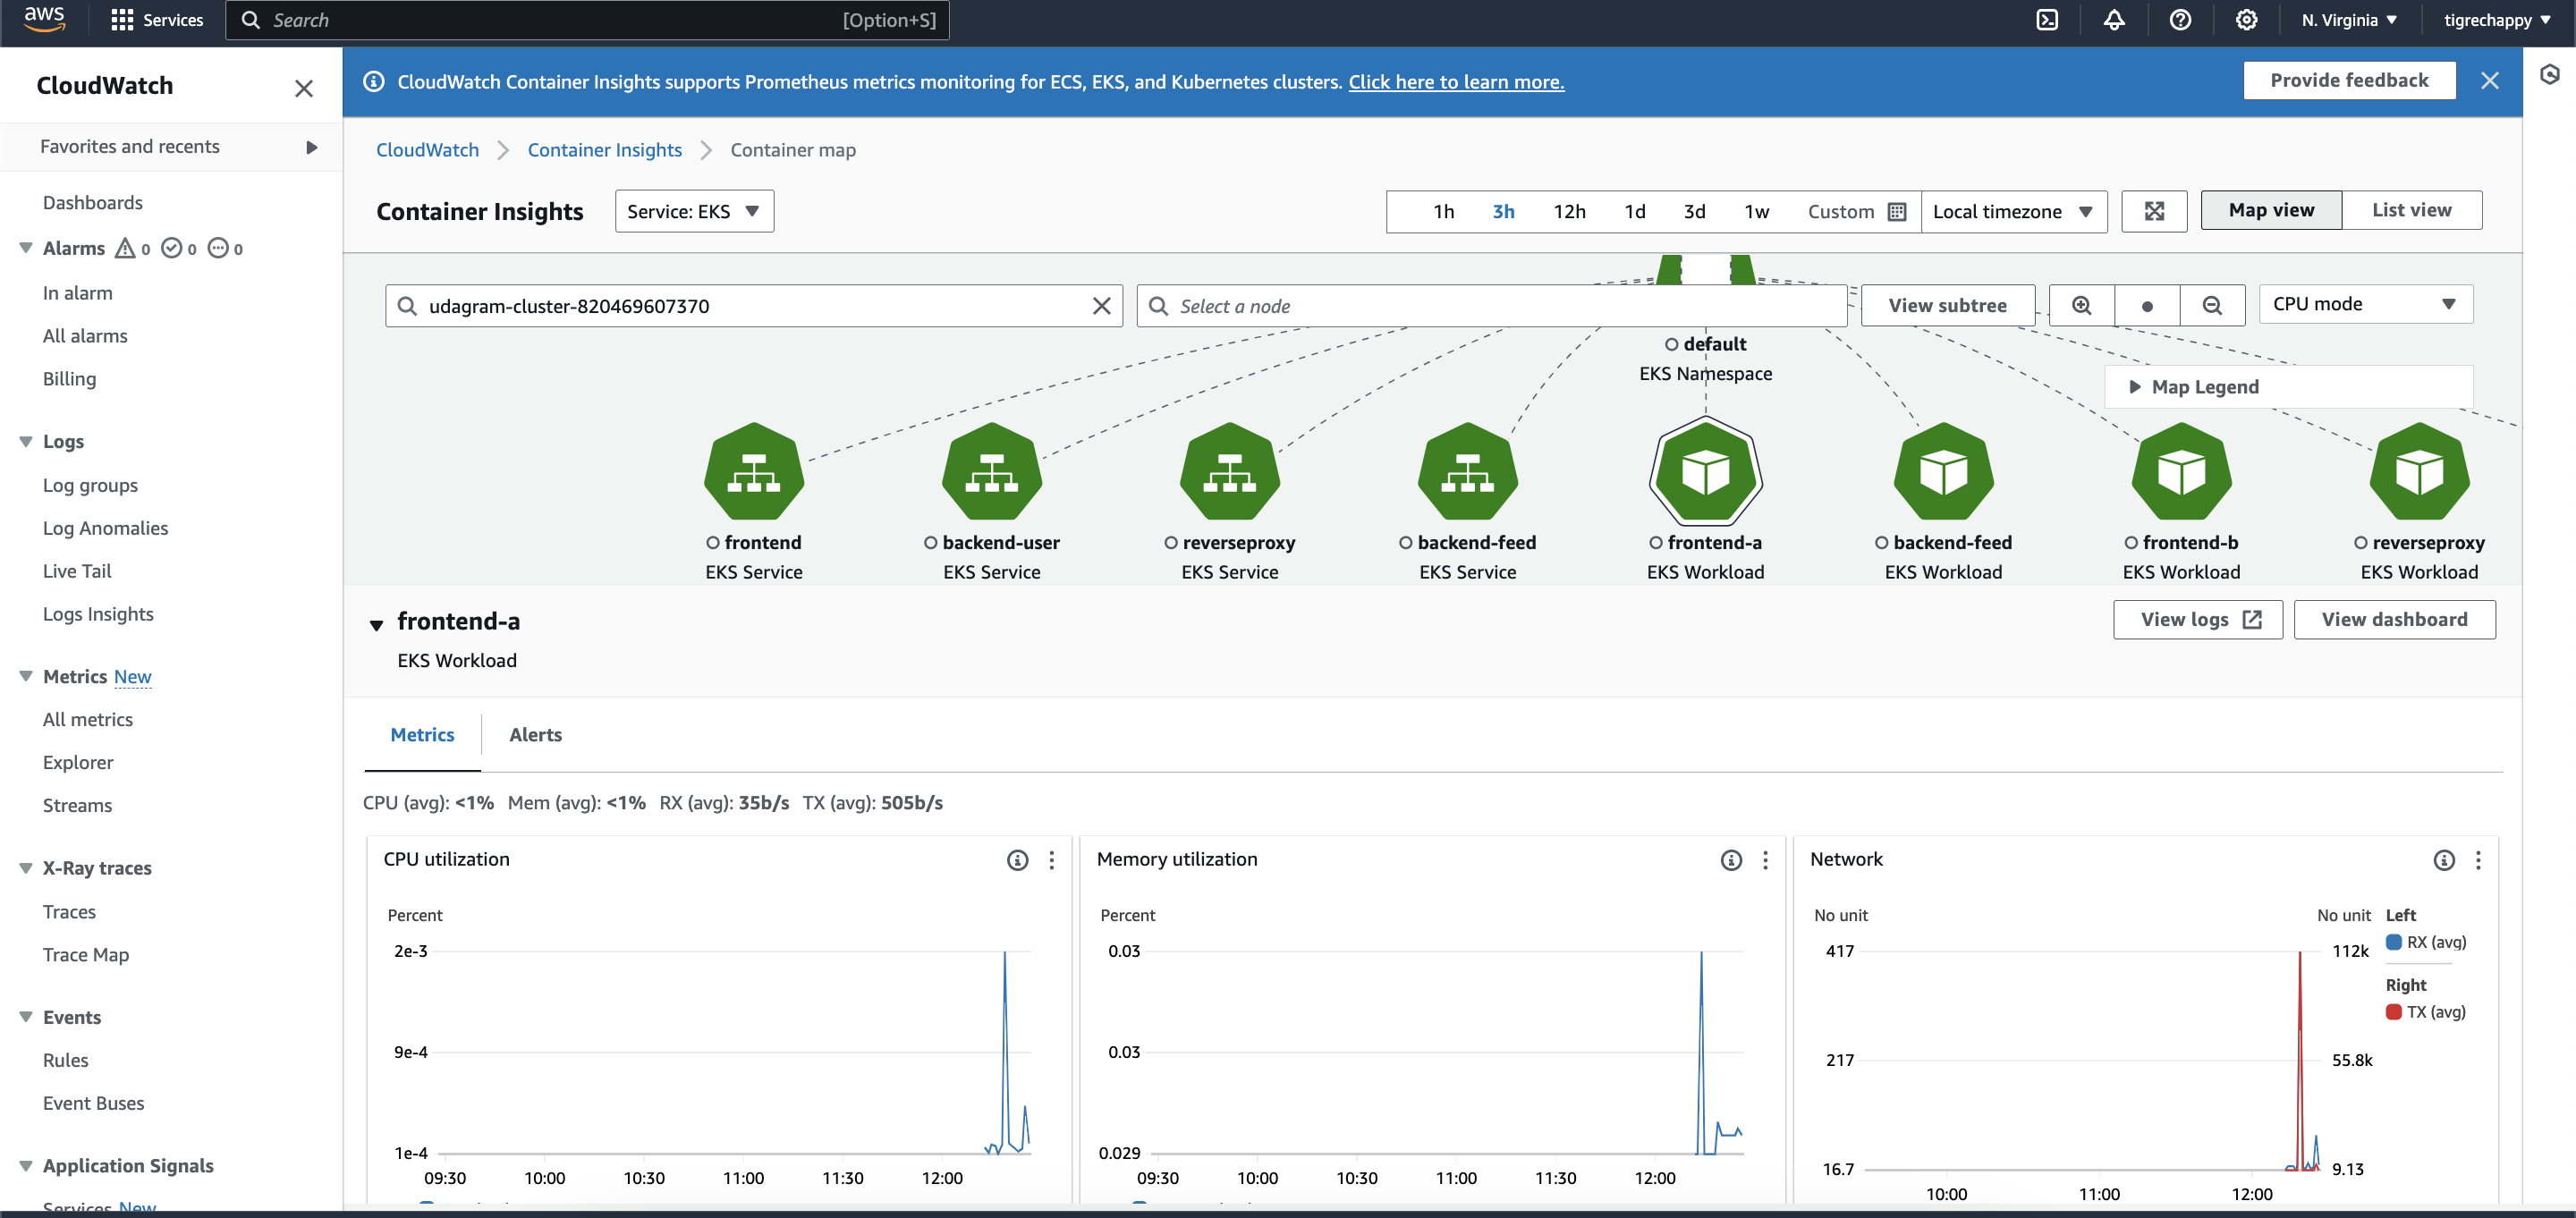 aws
Services
Search
[Option+S]
N. Virginia
tigrechappy
CloudWatch
Favorites and recents
Dashboards
Alarms 0 0 0
In alarm
All alarms
Billing
Logs
Log groups
Log Anomalies
Live Tail
Logs Insights
Metrics New
All metrics
Explorer
Streams
X-Ray traces
Traces
Trace Map
Events
Rules
Event Buses
Application Signals
Services New
CloudWatch Container Insights supports Prometheus metrics monitoring for ECS, EKS, and Kubernetes clusters. Click here to learn more.
Provide feedback
CloudWatch
Container Insights
Container map
Container Insights
Service: EKS
1h 3h 12h 1d 3d 1w Custom
Local timezone
Map view
List view
udagram-cluster-820469607370
Select a node
View subtree
CPU mode
default
EKS Namespace
Map Legend
frontend
EKS Service
backend-user
EKS Service
reverseproxy
EKS Service
backend-feed
EKS Service
frontend-a
EKS Workload
backend-feed
EKS Workload
frontend-b
EKS Workload
reverseproxy
EKS Workload
frontend-a
EKS Workload
View logs
View dashboard
Metrics
Alerts
CPU (avg): <1% Mem (avg): <1% RX (avg): 35b/s TX (avg): 505b/s
CPU utilization
Percent
2e-3
9e-4
1e-4
09:30 10:00 10:30 11:00 11:30 12:00
Memory utilization
Percent
0.03
0.03
0.029
09:30 10:00 10:30 11:00 11:30 12:00
Network
No unit
No unit
417
217
16.7
112k
55.8k
9.13
10:00 11:00 12:00
Left
RX (avg)
Right
TX (avg)